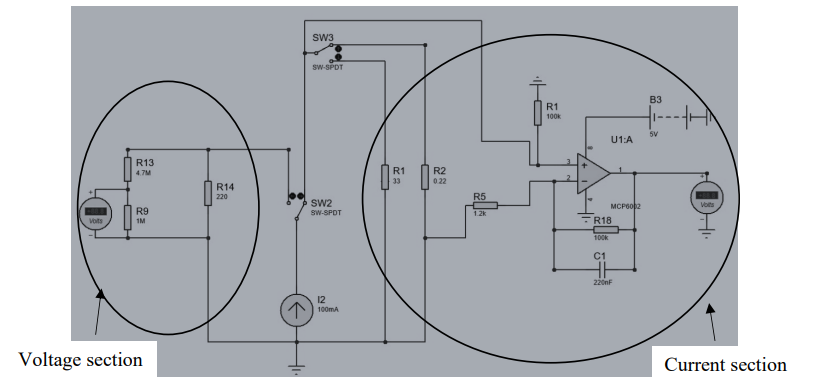 SW3
SW-SPDT
R1
100k
B3
5V
U1:A
8
3
1
2
4
MCP6002
R13
4.7M
R14
220
R9
1M
+
-
Volts
R1
33
R2
0.22
R5
1.2k
SW2
SW-SPDT
+
-
Volts
R18
100k
C1
220nF
I2
100mA
Voltage section
Current section